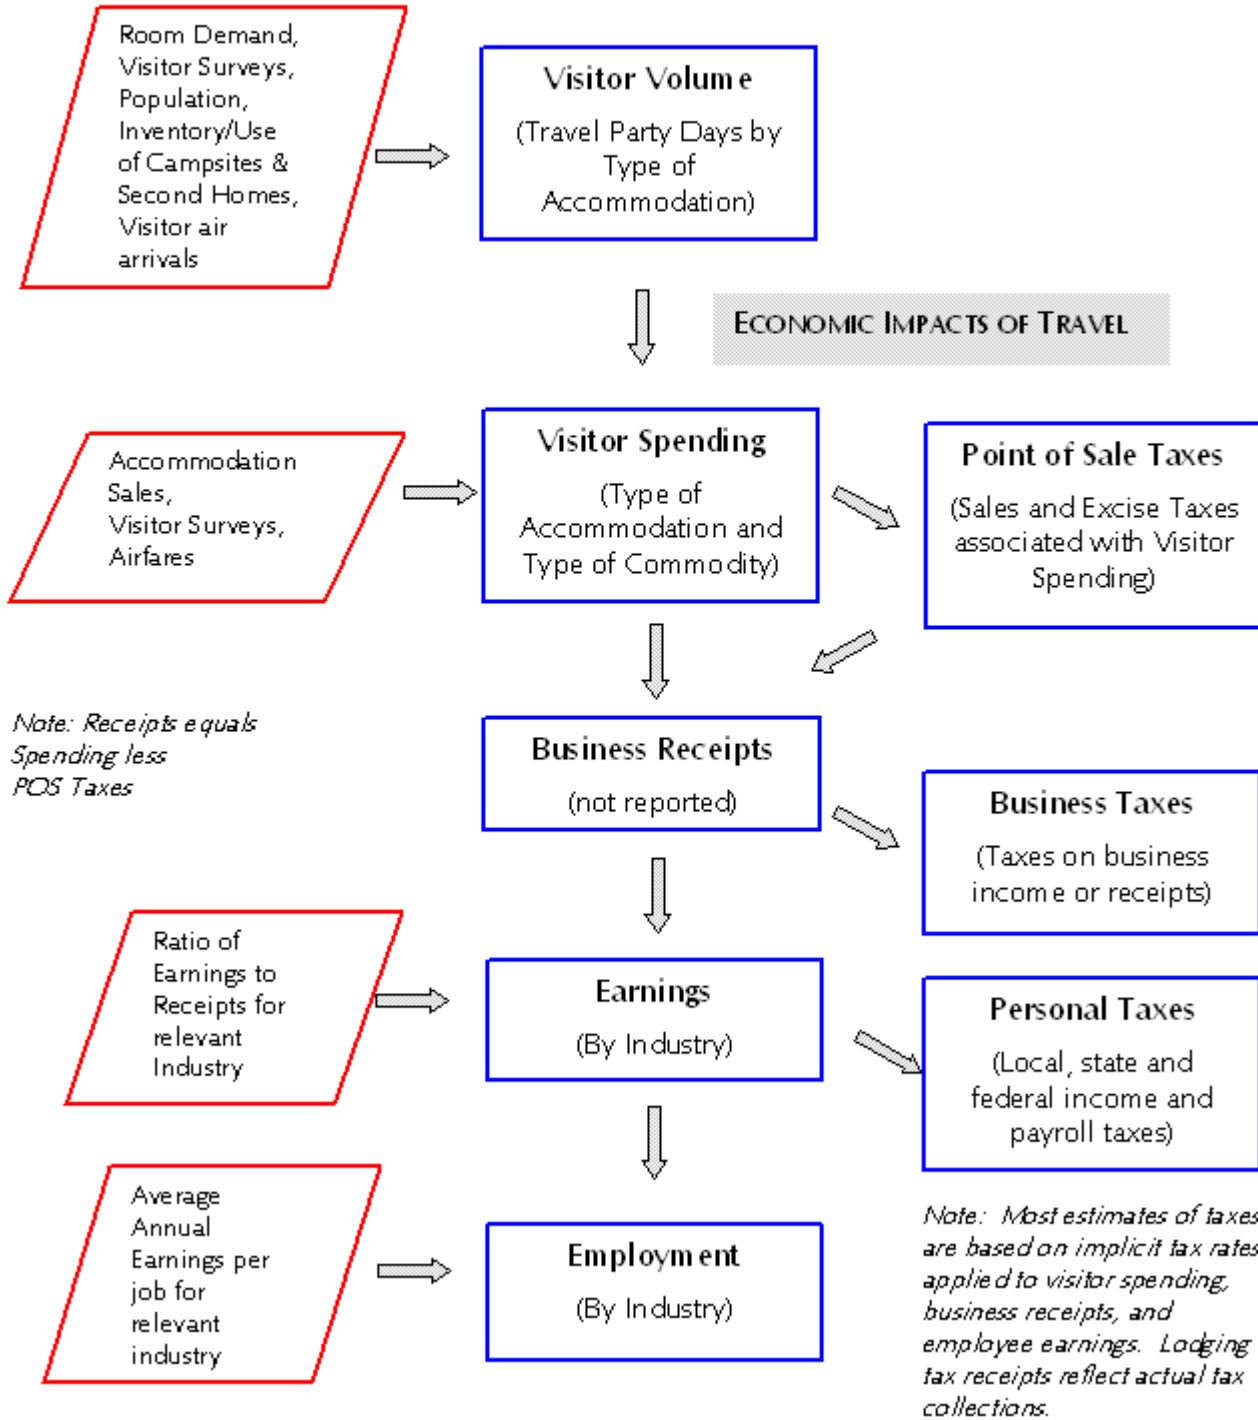 Room Demand,
Visitor Surveys,
Population,
Inventory/Use
of Campsites &
Second Homes,
Visitor air
arrivals
Visitor Volume
(Travel Party Days by
Type of
Accommodation)
ECONOMIC IMPACTS OF TRAVEL
Accommodation
Sales,
Visitor Surveys,
Airfares
Visitor Spending
(Type of
Accommodation and
Type of Commodity)
Point of Sale Taxes
(Sales and Excise Taxes
associated with Visitor
Spending)
Note: Receipts equals
Spending less
POS Taxes
Business Receipts
(not reported)
Business Taxes
(Taxes on business
income or receipts)
Ratio of
Earnings to
Receipts for
relevant
Industry
Earnings
(By Industry)
Personal Taxes
(Local, state and
federal income and
payroll taxes)
Average
Annual
Earnings per
job for
relevant
industry
Employment
(By Industry)
Note: Most estimates of taxes
are based on implicit tax rates
applied to visitor spending,
business receipts, and
employee earnings. Lodging
tax receipts reflect actual tax
collections.